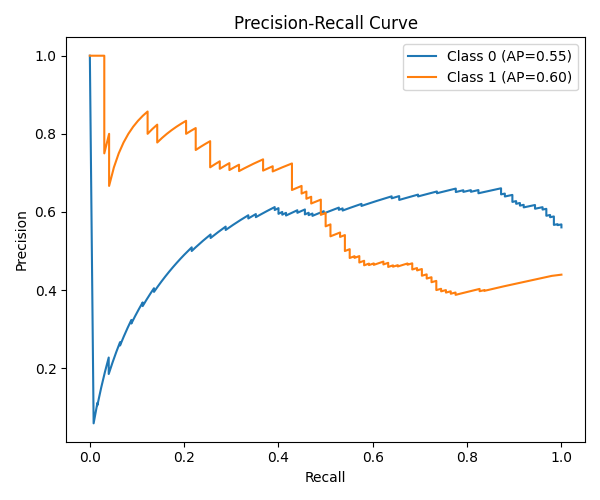 Precision-Recall Curve
Class 0 (AP=0.55)
Class 1 (AP=0.60)
Precision
1.0
0.8
0.6
0.4
0.2
0.0 0.2 0.4 0.6 0.8 1.0
Recall